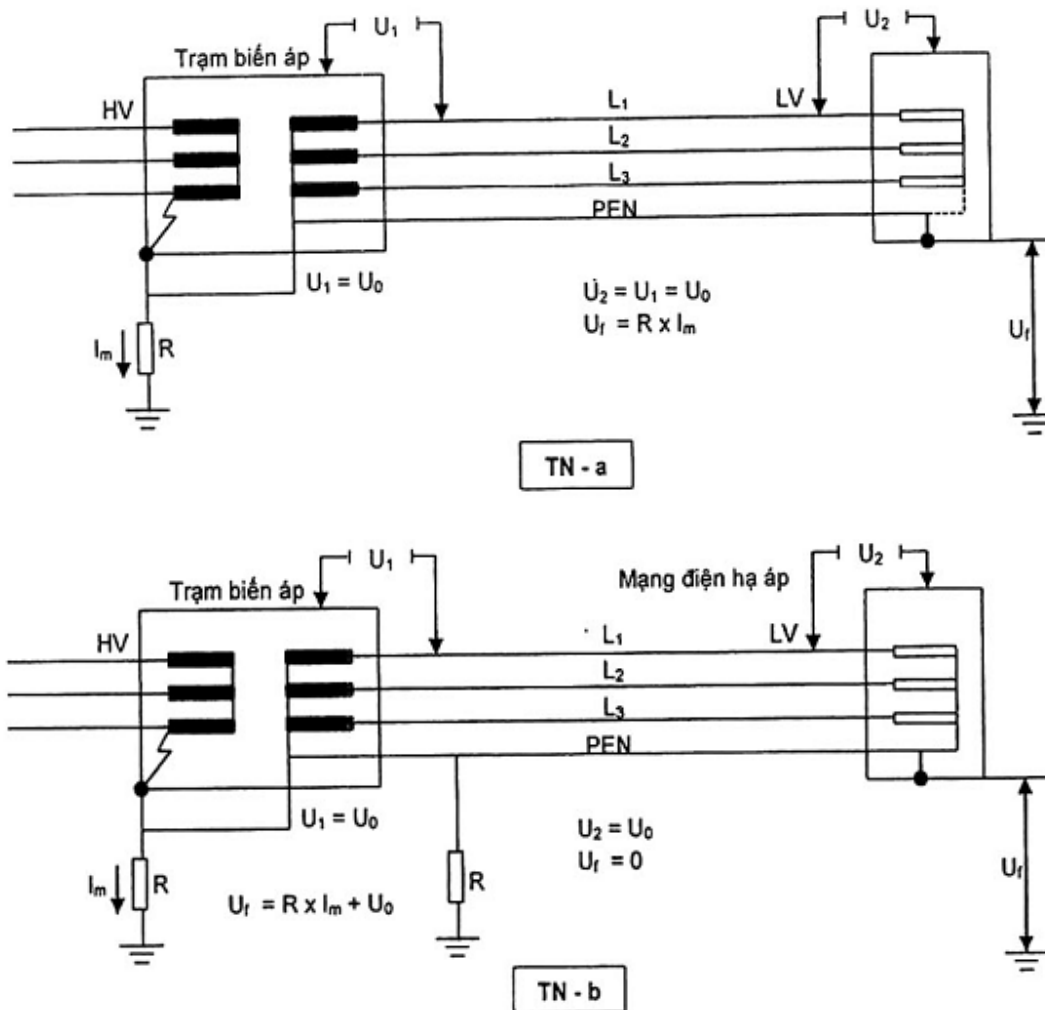 U₁
U₂
Trạm biến áp
HV
L₁
LV
L₂
L₃
PEN
U₁ = U₀
U₂ = U₁ = U₀
Uf = R x Im
Im
R
Uf
TN - a
U₁
U₂
Trạm biến áp
Mạng điện hạ áp
HV
L₁
LV
L₂
L₃
PEN
U₁ = U₀
U₂ = U₀
Uf = 0
Im
R
Uf = R x Im + U₀
R
Uf
TN - b